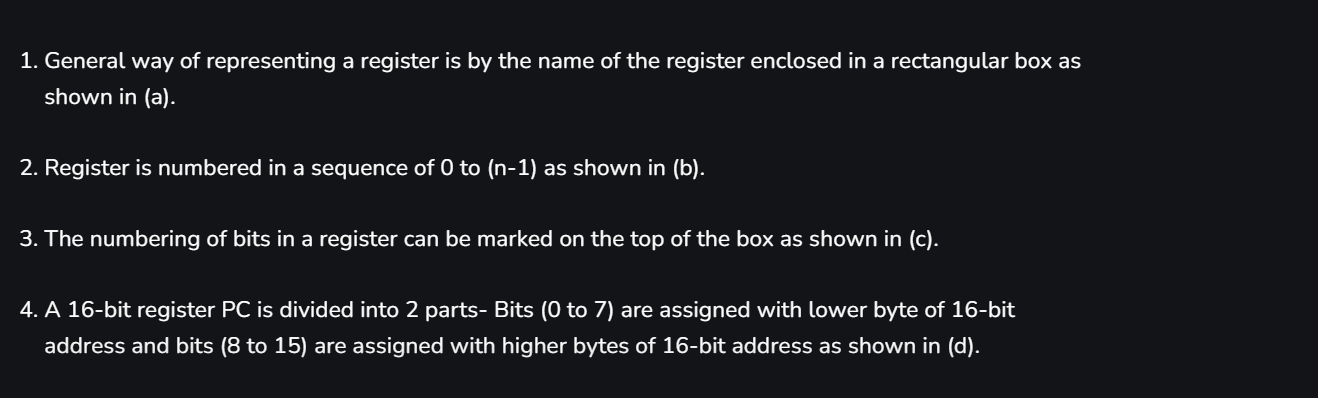 1. General way of representing a register is by the name of the register enclosed in a rectangular box as
shown in (a).
2. Register is numbered in a sequence of 0 to (n-1) as shown in (b).
3. The numbering of bits in a register can be marked on the top of the box as shown in (c).
4. A 16-bit register PC is divided into 2 parts- Bits (0 to 7) are assigned with lower byte of 16-bit
address and bits (8 to 15) are assigned with higher bytes of 16-bit address as shown in (d).